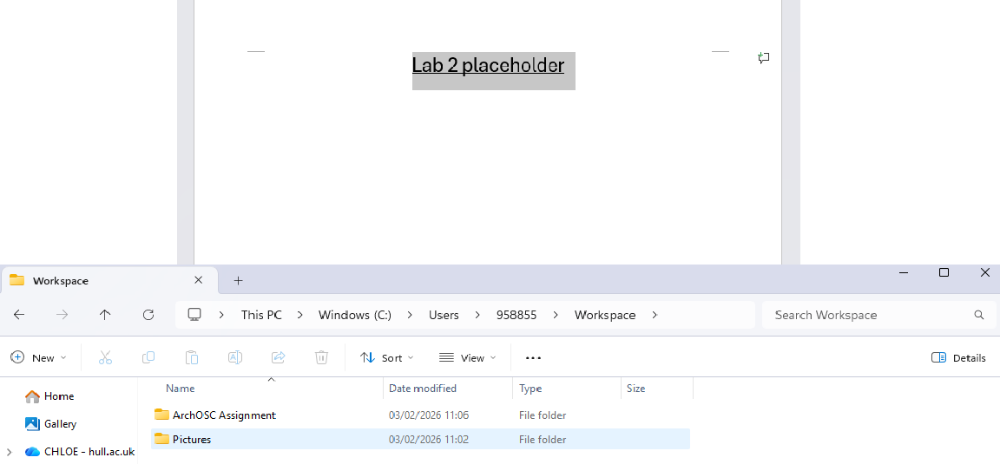 Lab 2 placeholder
Workspace
This PC > Windows (C:) > Users > 958855 > Workspace >
Search Workspace
New
Sort
View
Details
Name Date modified Type Size
Home
Gallery
CHLOE - hull.ac.uk
ArchOSC Assignment 03/02/2026 11:06 File folder
Pictures 03/02/2026 11:02 File folder